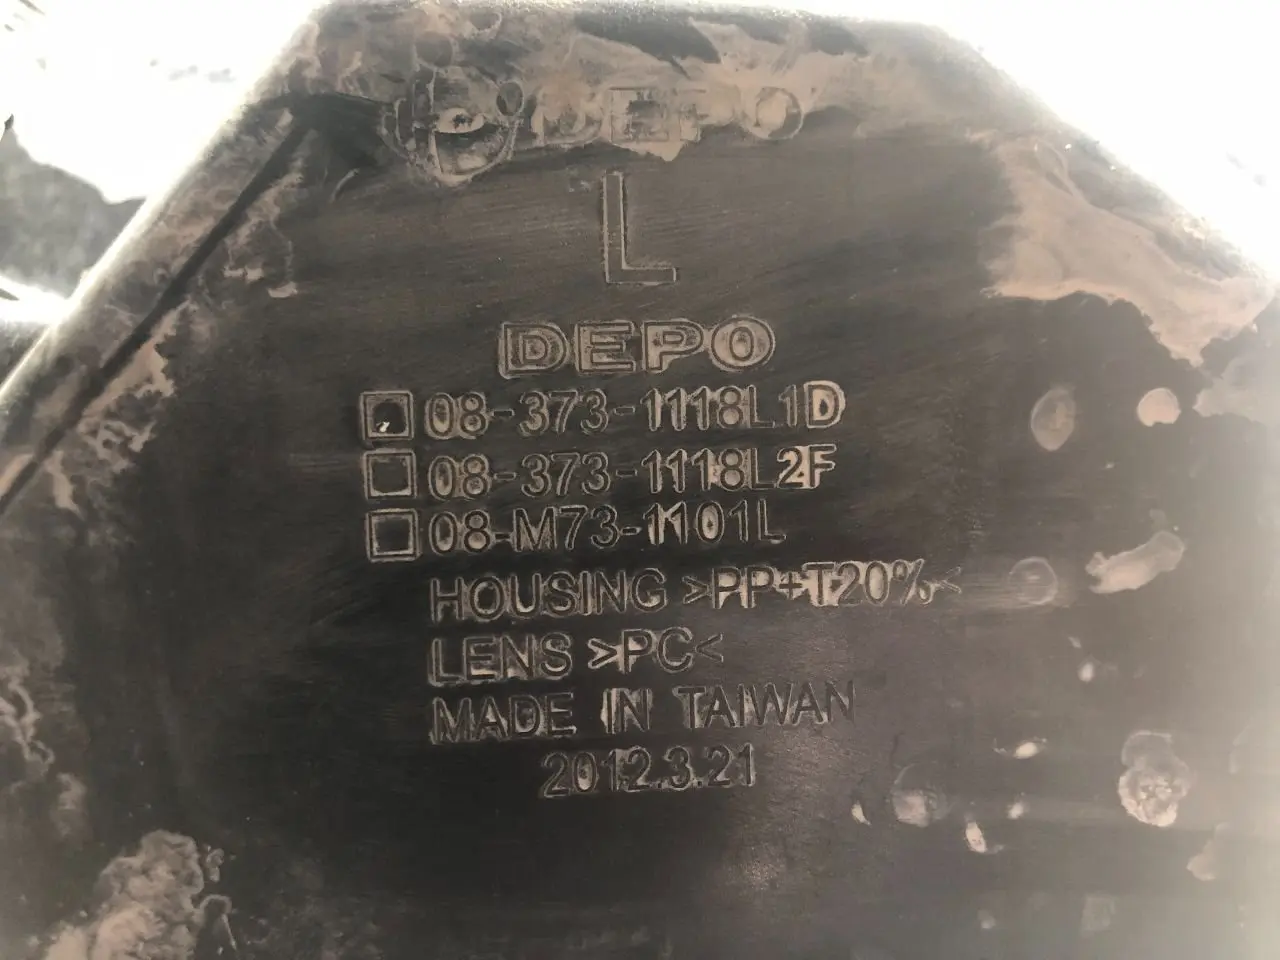 DEPO
L
DEPO
08-373-1118L1D
08-373-1118L2F
08-M73-1101L
HOUSING >PP+T20%<
LENS >PC<
MADE IN TAIWAN
2012.3.21